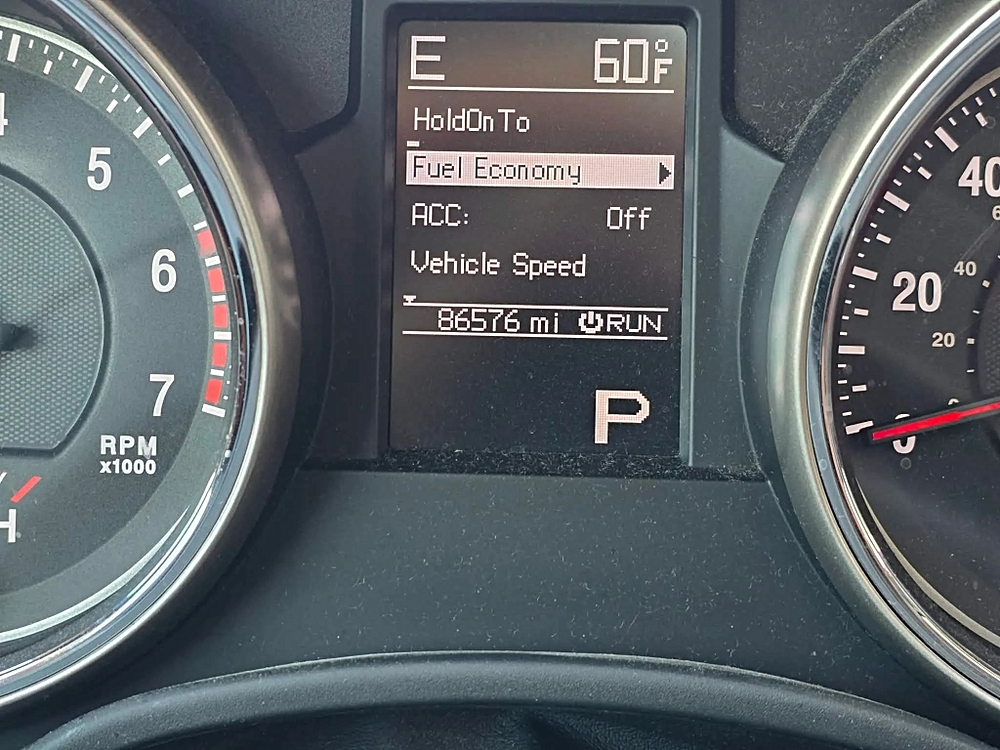 E 60°F
HoldOnTo
Fuel Economy
ACC: Off
Vehicle Speed
86576 mi RUN
P
5
6
7
RPM
x1000
H
40
20
0
40
20